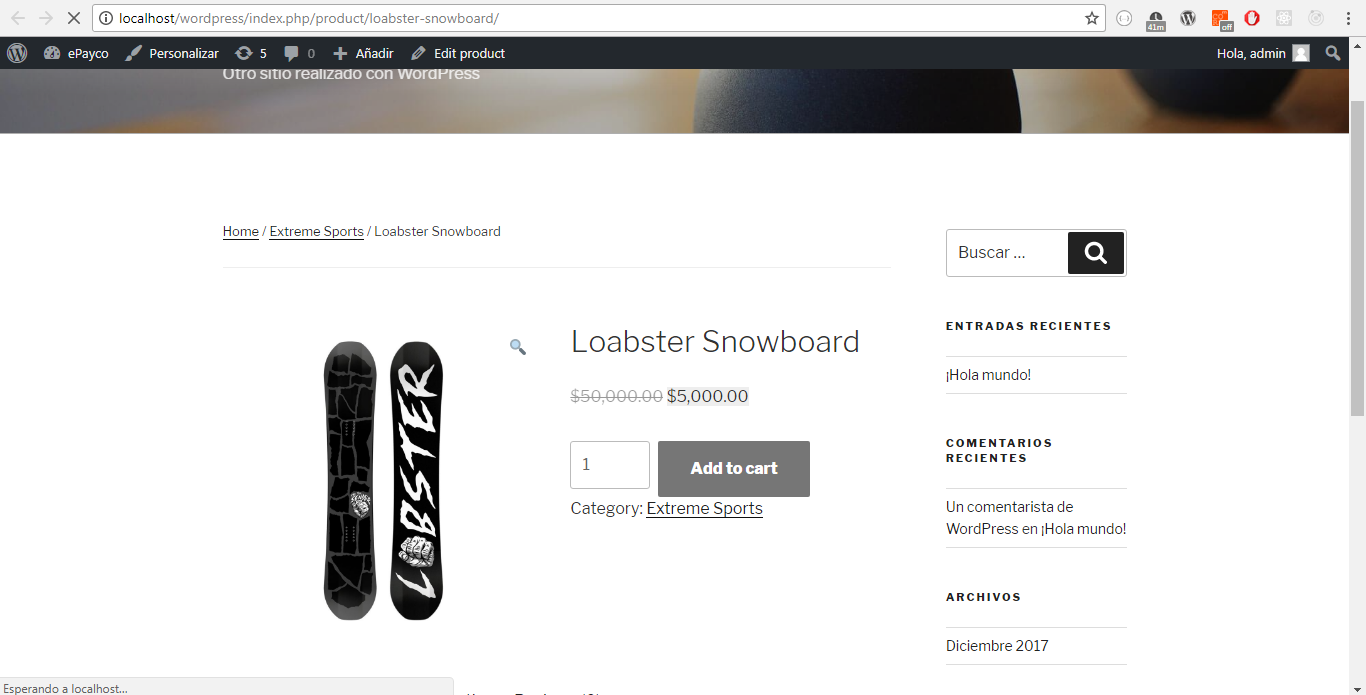 localhost/wordpress/index.php/product/loabster-snowboard/
41m
off
ePayco Personalizar 5 0 Añadir Edit product Hola, admin
Otro sitio realizado con WordPress
Home / Extreme Sports / Loabster Snowboard
Buscar …
Loabster Snowboard
$50,000.00 $5,000.00
1 Add to cart
Category: Extreme Sports
LOBSTER
ENTRADAS RECIENTES
¡Hola mundo!
COMENTARIOS
RECIENTES
Un comentarista de
WordPress en ¡Hola mundo!
ARCHIVOS
Diciembre 2017
Esperando a localhost...